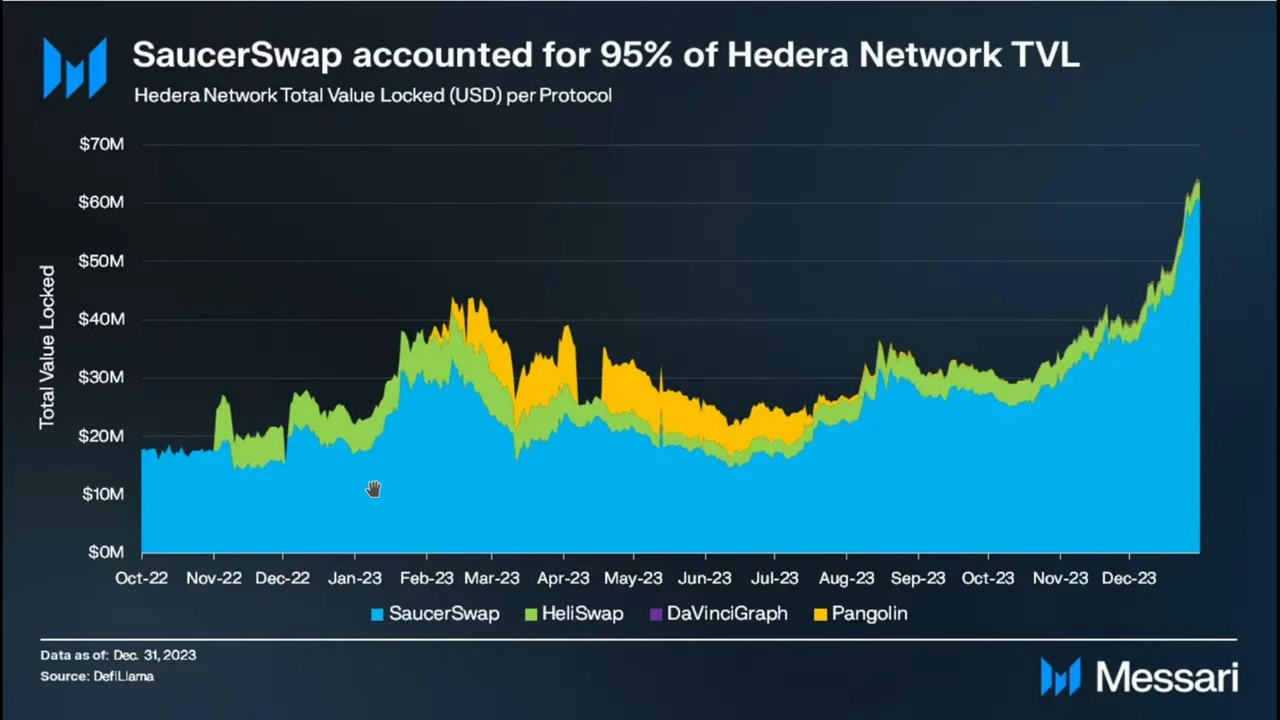 SaucerSwap accounted for 95% of Hedera Network TVL
Hedera Network Total Value Locked (USD) per Protocol
Total Value Locked
$70M
$60M
$50M
$40M
$30M
$20M
$10M
$0M
Oct-22 Nov-22 Dec-22 Jan-23 Feb-23 Mar-23 Apr-23 May-23 Jun-23 Jul-23 Aug-23 Sep-23 Oct-23 Nov-23 Dec-23
SaucerSwap HeliSwap DaVinciGraph Pangolin
Data as of: Dec. 31, 2023
Source: DefiLlama
Messari